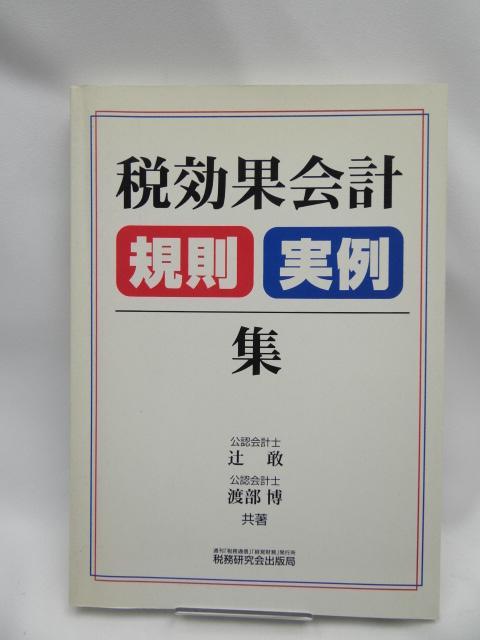 税効果会計
規則 実例
集
公認会計士
辻 敢
公認会計士
渡部 博
共著
週刊「税務通信」「経営財務」発行所
税務研究会出版局